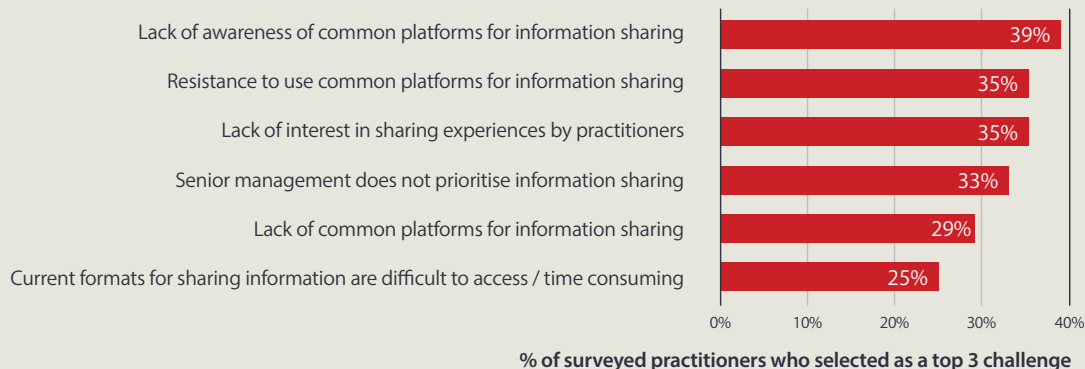 Lack of awareness of common platforms for information sharing 39%
Resistance to use common platforms for information sharing 35%
Lack of interest in sharing experiences by practitioners 35%
Senior management does not prioritise information sharing 33%
Lack of common platforms for information sharing 29%
Current formats for sharing information are difficult to access / time consuming 25%
0% 10% 20% 30% 40%
% of surveyed practitioners who selected as a top 3 challenge